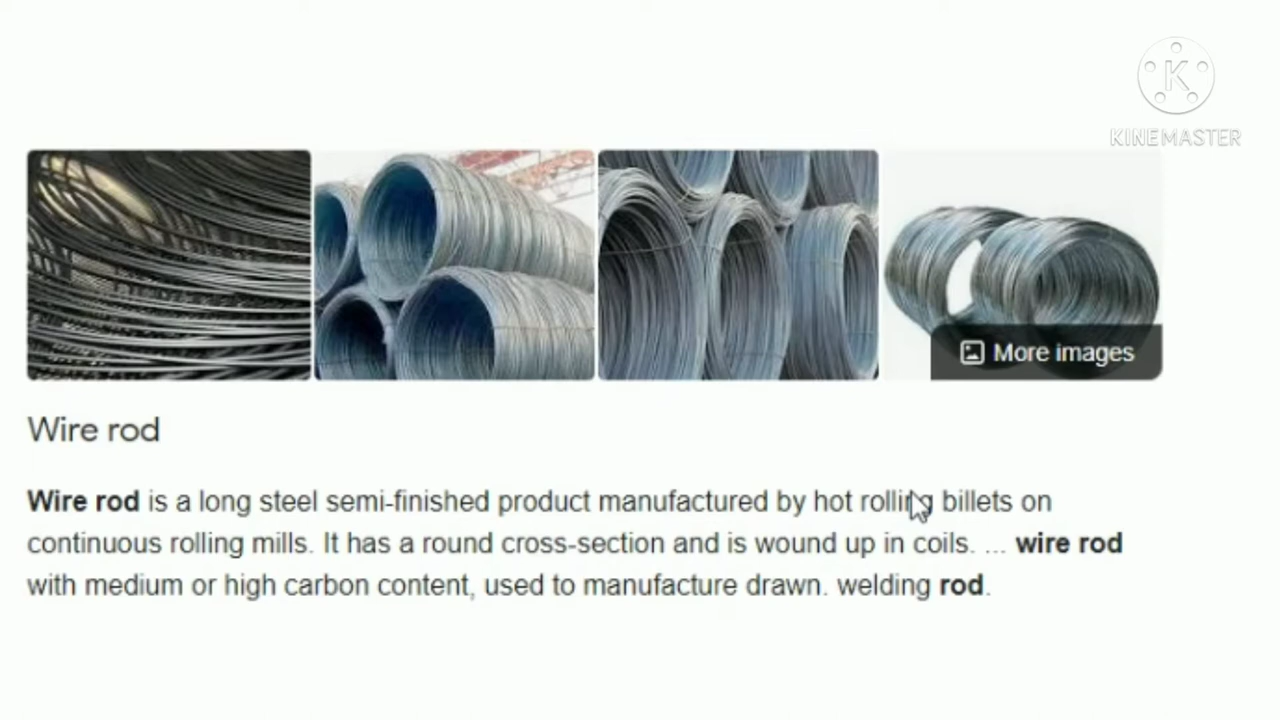 K
KINEMASTER
More images
Wire rod
Wire rod is a long steel semi-finished product manufactured by hot rolling billets on
continuous rolling mills. It has a round cross-section and is wound up in coils. ... wire rod
with medium or high carbon content, used to manufacture drawn. welding rod.